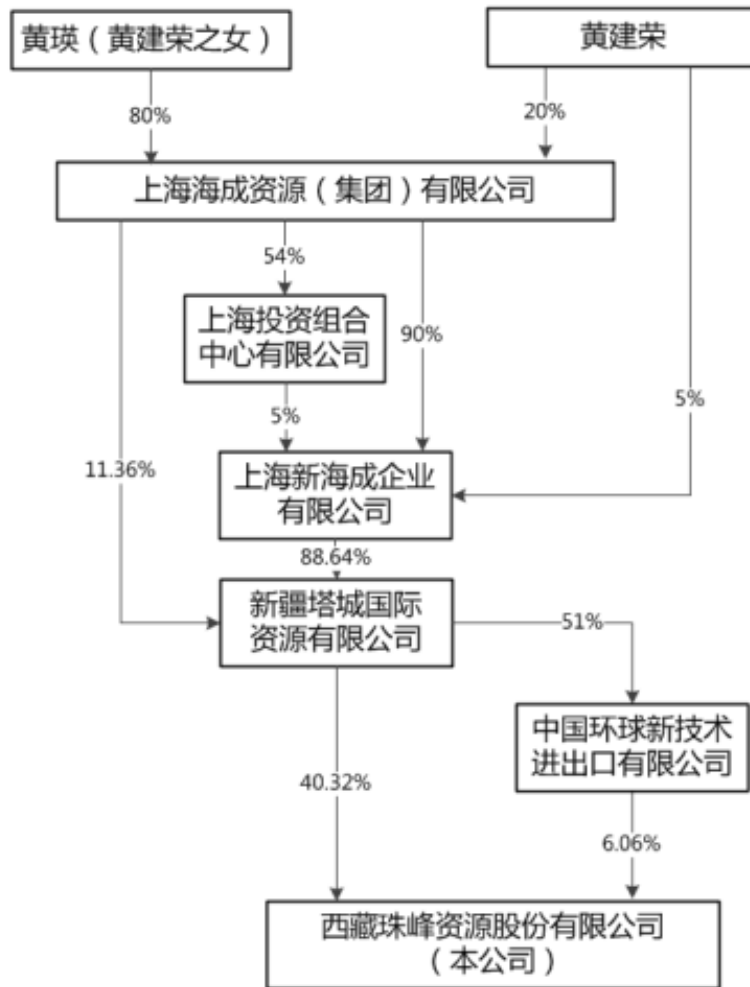 黄瑛（黄建荣之女）
黄建荣
80%
20%
上海海成资源（集团）有限公司
54%
上海投资组合
中心有限公司
90%
5%
5%
11.36%
上海新海成企业
有限公司
88.64%
新疆塔城国际
资源有限公司
51%
中国环球新技术
进出口有限公司
40.32%
6.06%
西藏珠峰资源股份有限公司
（本公司）